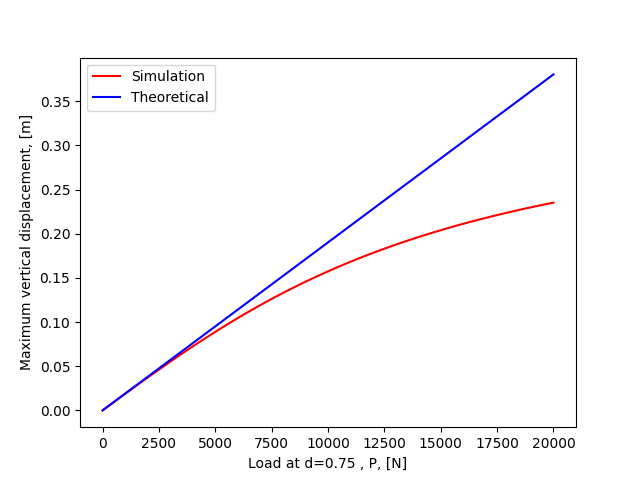 Simulation
Theoretical
Maximum vertical displacement, [m]
0.35
0.30
0.25
0.20
0.15
0.10
0.05
0.00
0 2500 5000 7500 10000 12500 15000 17500 20000
Load at d=0.75 , P, [N]